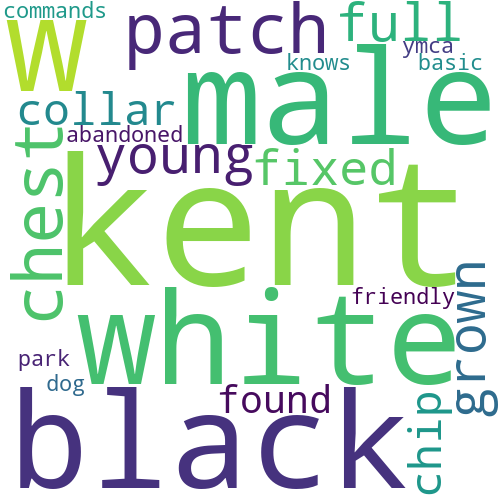 commands
w
patch
full
ymca
knows
basic
male
collar
abandoned
young
fixed
chest
kent
white
friendly
grown
park
dog
black
found
chip